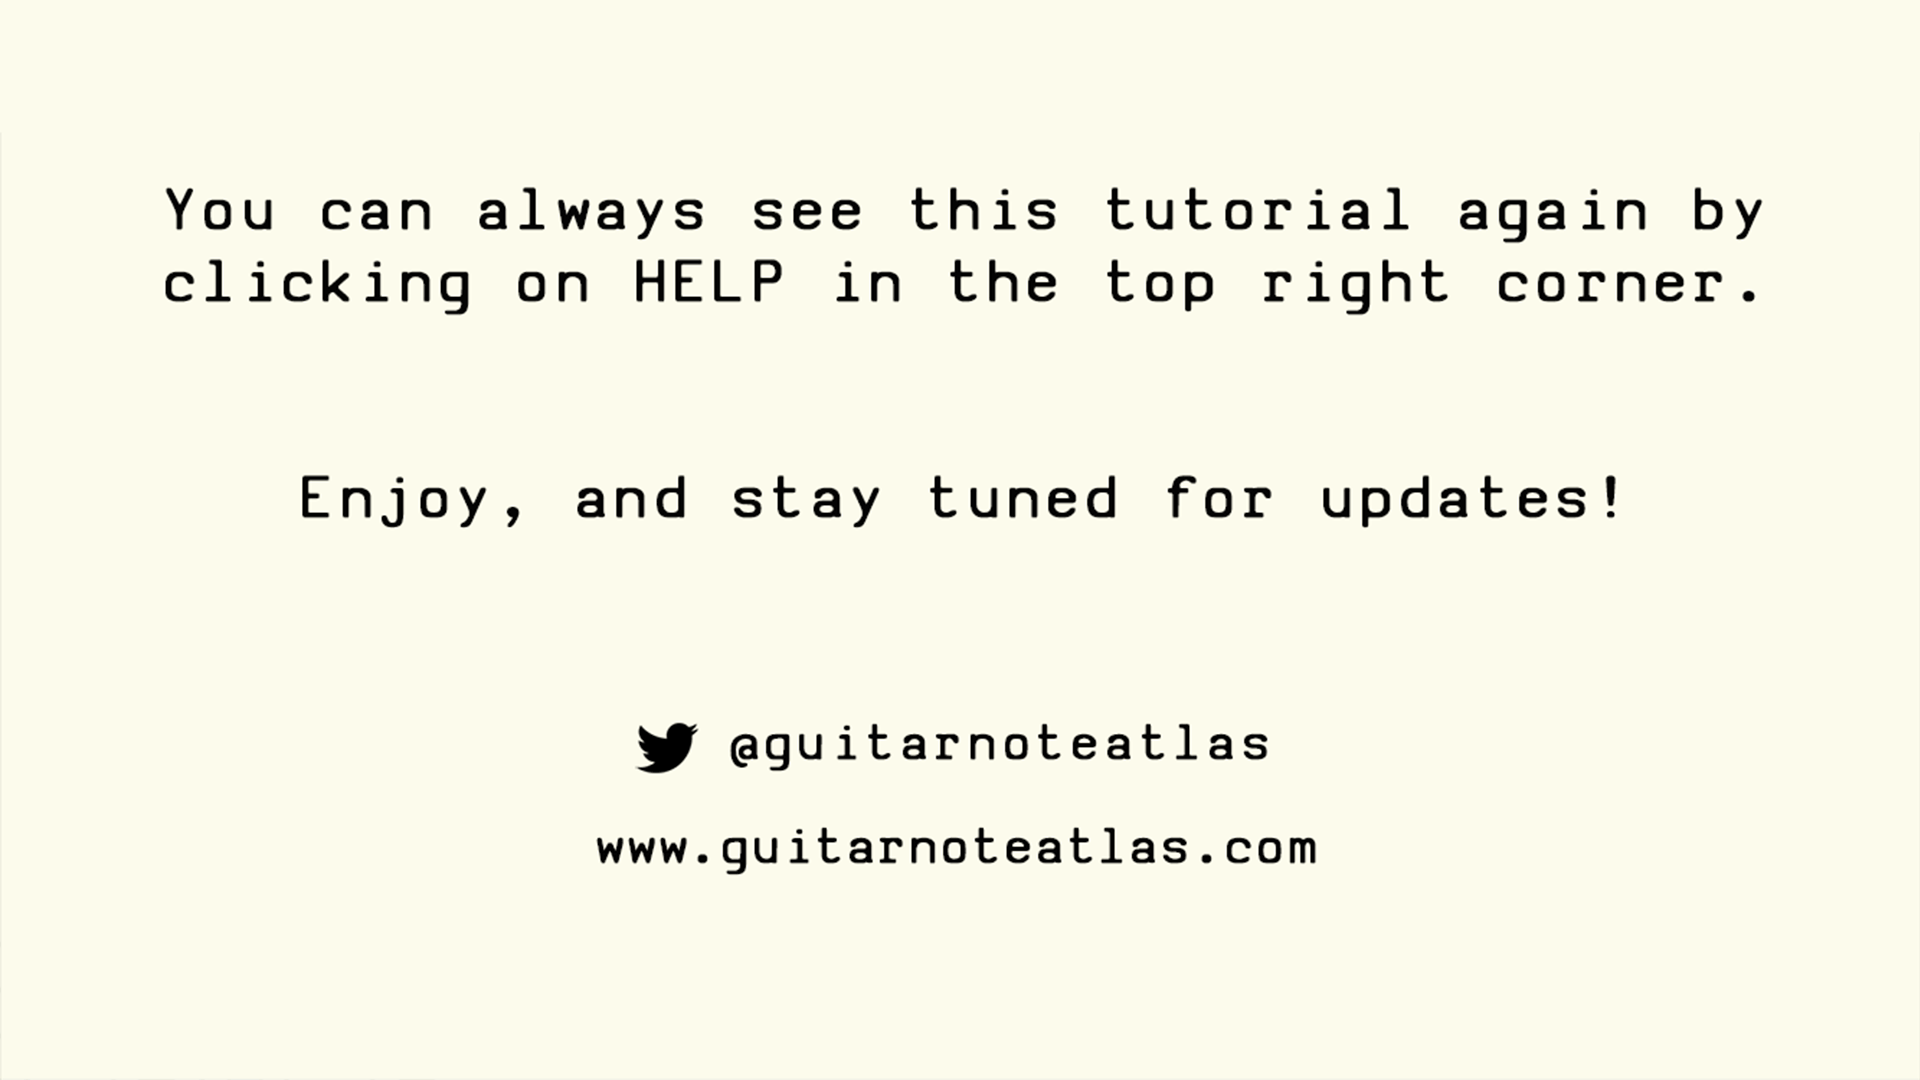 You can always see this tutorial again by
clicking on HELP in the top right corner.
Enjoy, and stay tuned for updates!
@guitarnoteatlas
www.guitarnoteatlas.com